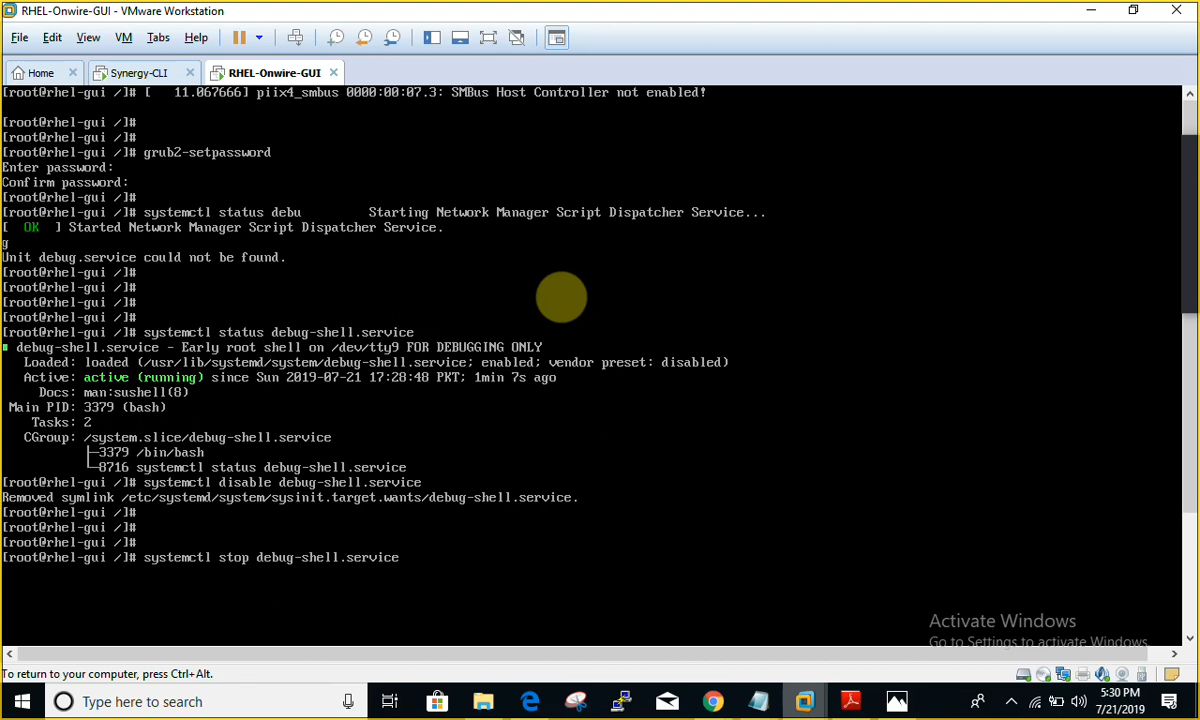 RHEL-Onwire-GUI - VMware Workstation
File Edit View VM Tabs Help
Home Synergy-CLI RHEL-Onwire-GUI
[root@rhel-gui /]# [   11.067666] piix4_smbus 0000:00:07.3: SMBus Host Controller not enabled!
[root@rhel-gui /]#
[root@rhel-gui /]#
[root@rhel-gui /]# grub2-setpassword
Enter password:
Confirm password:
[root@rhel-gui /]#
[root@rhel-gui /]# systemctl status debu         Starting Network Manager Script Dispatcher Service...
[  OK  ] Started Network Manager Script Dispatcher Service.
g
Unit debug.service could not be found.
[root@rhel-gui /]#
[root@rhel-gui /]#
[root@rhel-gui /]#
[root@rhel-gui /]#
[root@rhel-gui /]# systemctl status debug-shell.service
debug-shell.service - Early root shell on /dev/tty9 FOR DEBUGGING ONLY
Loaded: loaded (/usr/lib/systemd/system/debug-shell.service; enabled; vendor preset: disabled)
Active: active (running) since Sun 2019-07-21 17:28:48 PKT; 1min 7s ago
Docs: man:sushell(8)
Main PID: 3379 (bash)
Tasks: 2
CGroup: /system.slice/debug-shell.service
├─3379 /bin/bash
└─8716 systemctl status debug-shell.service
[root@rhel-gui /]# systemctl disable debug-shell.service
Removed symlink /etc/systemd/system/sysinit.target.wants/debug-shell.service.
[root@rhel-gui /]#
[root@rhel-gui /]#
[root@rhel-gui /]#
[root@rhel-gui /]# systemctl stop debug-shell.service
Activate Windows
Go to Settings to activate Windows.
To return to your computer, press Ctrl+Alt.
Type here to search
5:30 PM
7/21/2019